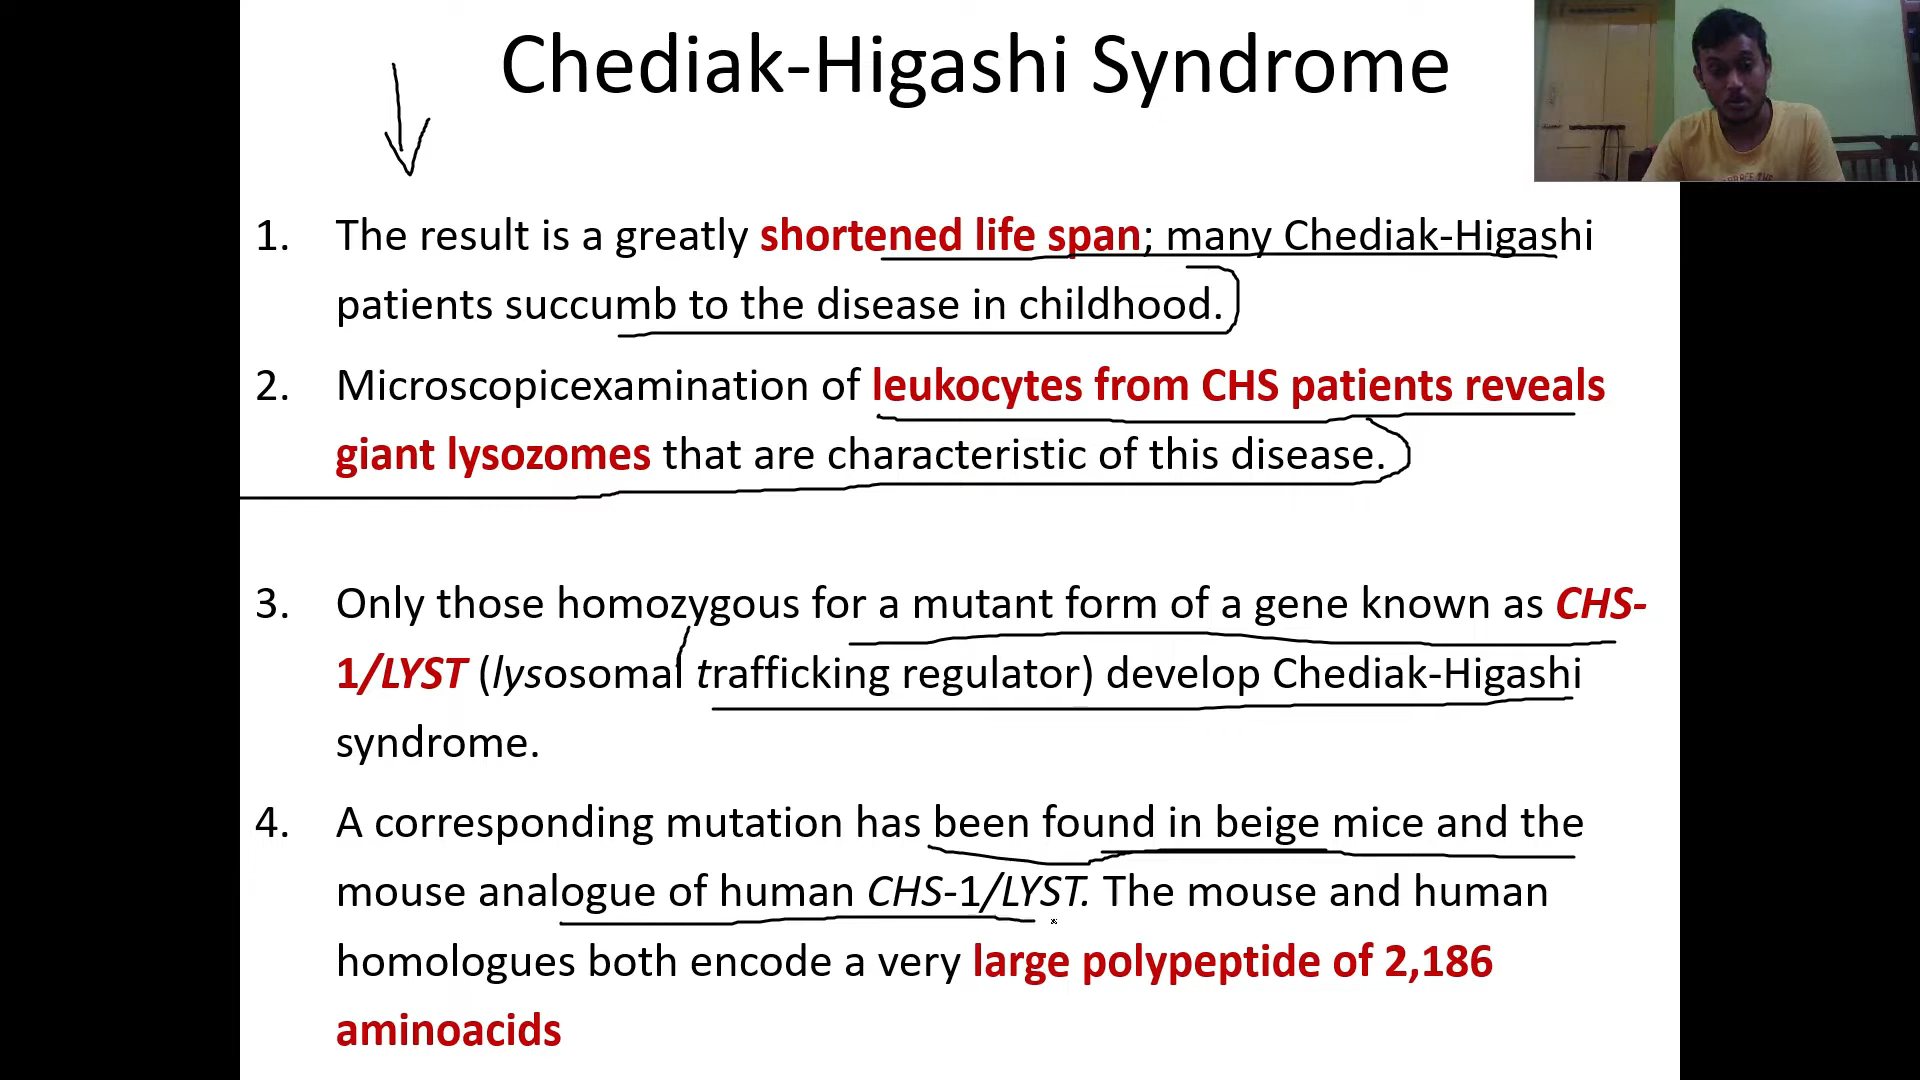 Chediak-Higashi Syndrome
1. The result is a greatly shortened life span; many Chediak-Higashi
patients succumb to the disease in childhood.
2. Microscopicexamination of leukocytes from CHS patients reveals
giant lysozomes that are characteristic of this disease.
3. Only those homozygous for a mutant form of a gene known as CHS-
1/LYST (lysosomal trafficking regulator) develop Chediak-Higashi
syndrome.
4. A corresponding mutation has been found in beige mice and the
mouse analogue of human CHS-1/LYST. The mouse and human
homologues both encode a very large polypeptide of 2,186
aminoacids